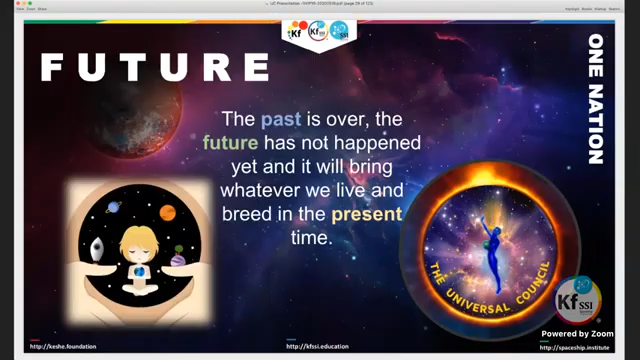 FUTURE
ONE NATION
The past is over, the
future has not happened
yet and it will bring
whatever we live and
breed in the present
time.
THE UNIVERSAL COUNCIL
Kf SSI
Powered by Zoom
http://keshe.foundation
http://kfssi.education
http://spaceship.institute